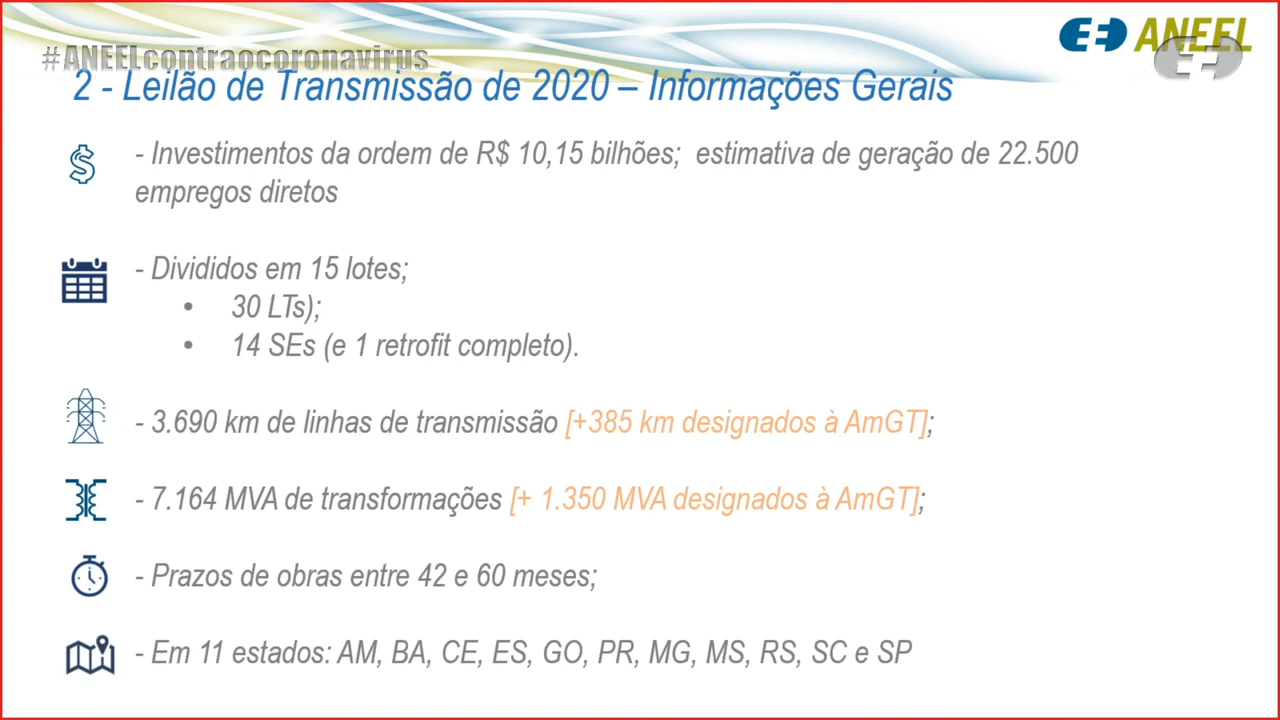 #ANEELcontraocoronavirus
ANEEL
2 - Leilão de Transmissão de 2020 – Informações Gerais
- Investimentos da ordem de R$ 10,15 bilhões; estimativa de geração de 22.500
empregos diretos
- Divididos em 15 lotes;
• 30 LTs);
• 14 SEs (e 1 retrofit completo).
- 3.690 km de linhas de transmissão [+385 km designados à AmGT];
- 7.164 MVA de transformações [+ 1.350 MVA designados à AmGT];
- Prazos de obras entre 42 e 60 meses;
- Em 11 estados: AM, BA, CE, ES, GO, PR, MG, MS, RS, SC e SP